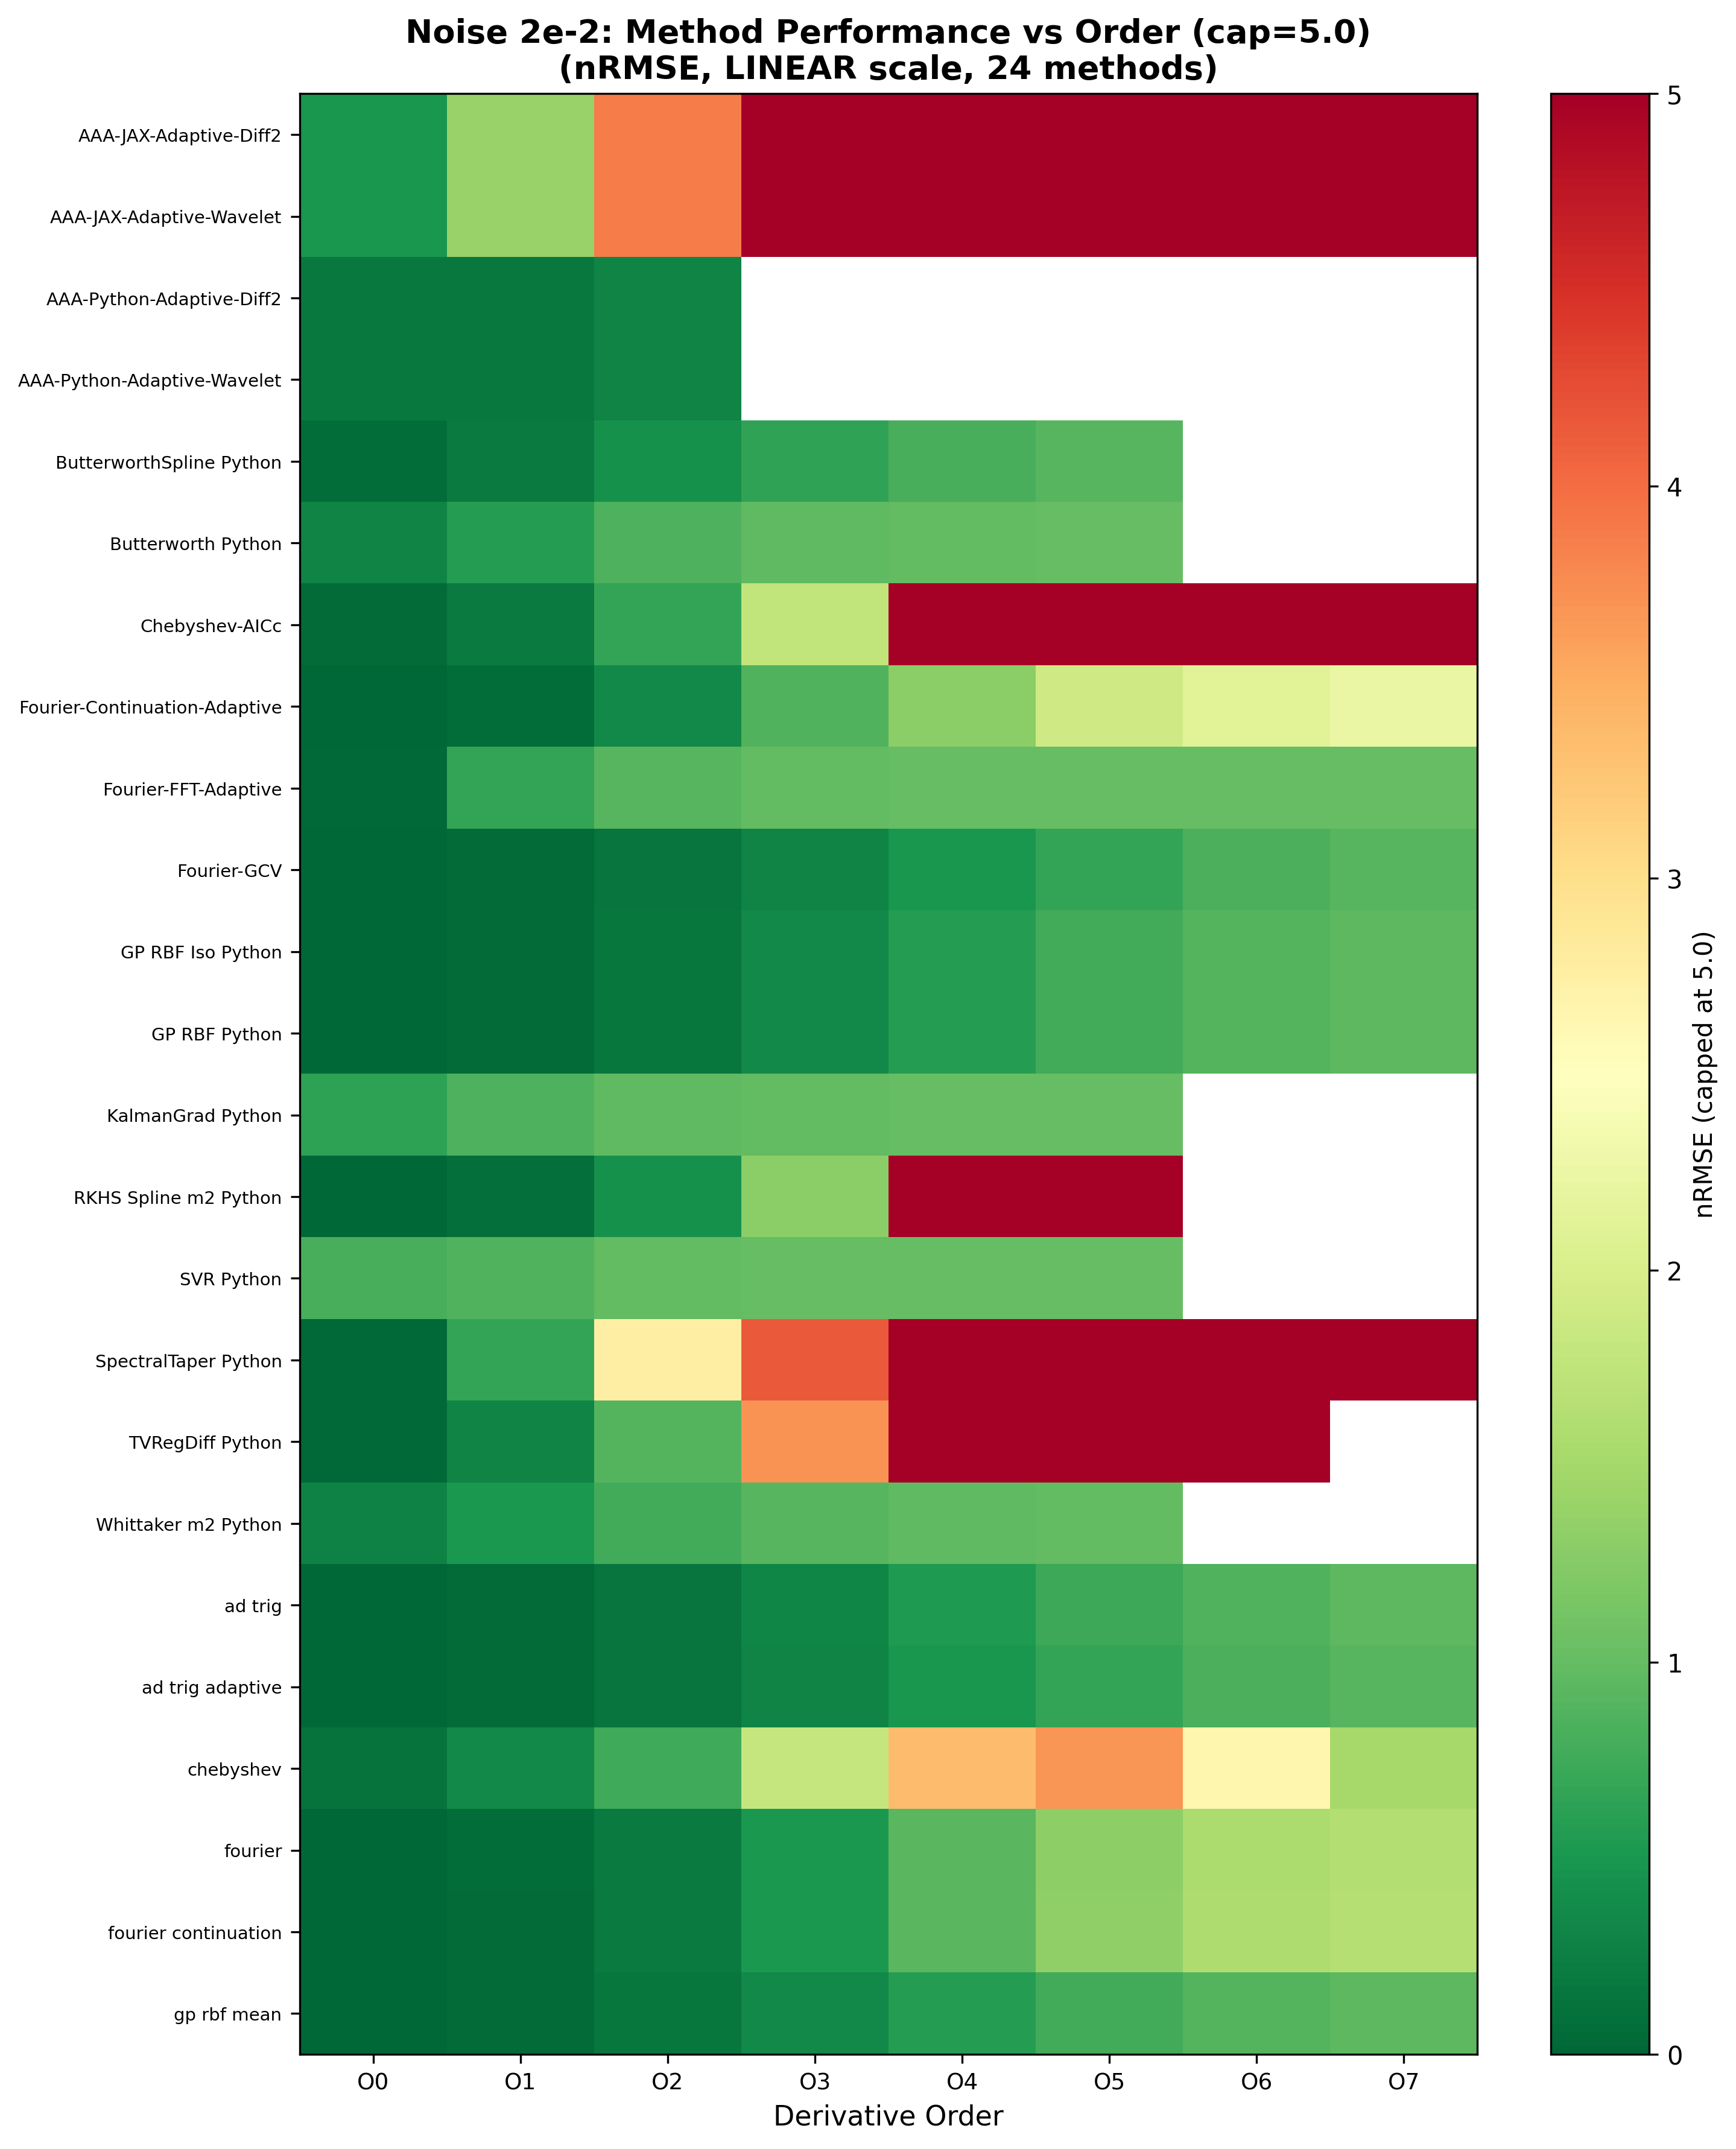 Noise 2e-2: Method Performance vs Order (cap=5.0)
(nRMSE, LINEAR scale, 24 methods)
AAA-JAX-Adaptive-Diff2
AAA-JAX-Adaptive-Wavelet
AAA-Python-Adaptive-Diff2
AAA-Python-Adaptive-Wavelet
ButterworthSpline Python
Butterworth Python
Chebyshev-AICc
Fourier-Continuation-Adaptive
Fourier-FFT-Adaptive
Fourier-GCV
GP RBF Iso Python
GP RBF Python
KalmanGrad Python
RKHS Spline m2 Python
SVR Python
SpectralTaper Python
TVRegDiff Python
Whittaker m2 Python
ad trig
ad trig adaptive
chebyshev
fourier
fourier continuation
gp rbf mean
O0 O1 O2 O3 O4 O5 O6 O7
Derivative Order
5
4
3
2
1
0
nRMSE (capped at 5.0)